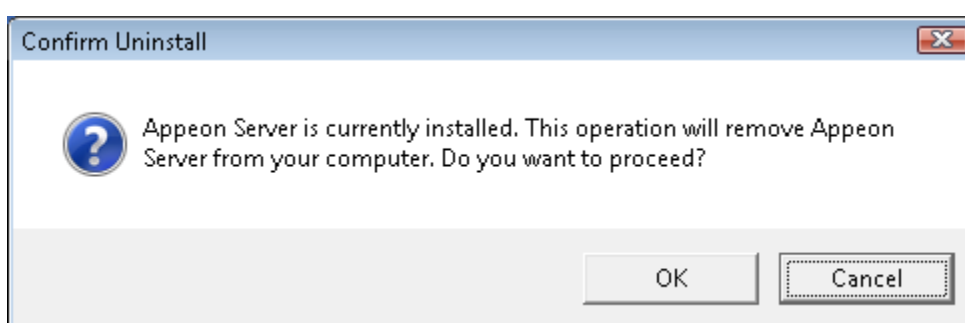 Confirm Uninstall
Appeon Server is currently installed. This operation will remove Appeon
Server from your computer. Do you want to proceed?
OK
Cancel